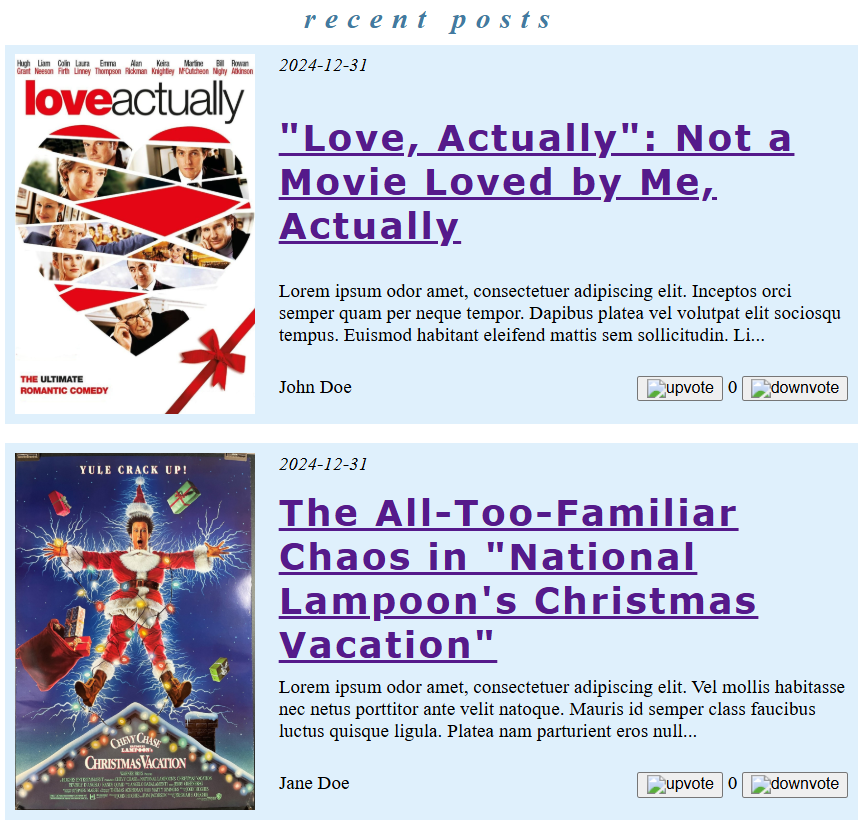 recent posts
Hugh Grant Liam Neeson Colin Firth Laura Linney Emma Thompson Alan Rickman Keira Knightley Martine McCutcheon Bill Nighy Rowan Atkinson
loveactually
THE ULTIMATE
ROMANTIC COMEDY
2024-12-31
"Love, Actually": Not a
Movie Loved by Me,
Actually
Lorem ipsum odor amet, consectetuer adipiscing elit. Inceptos orci
semper quam per neque tempor. Dapibus platea vel volutpat elit sociosqu
tempus. Euismod habitant eleifend mattis sem sollicitudin. Li...
John Doe
upvote 0 downvote
YULE CRACK UP!
CHEVY CHASE
NATIONAL LAMPOON'S
CHRISTMAS VACATION
2024-12-31
The All-Too-Familiar
Chaos in "National
Lampoon's Christmas
Vacation"
Lorem ipsum odor amet, consectetuer adipiscing elit. Vel mollis habitasse
nec netus porttitor ante velit natoque. Mauris id semper class faucibus
luctus quisque ligula. Platea nam parturient eros null...
Jane Doe
upvote 0 downvote